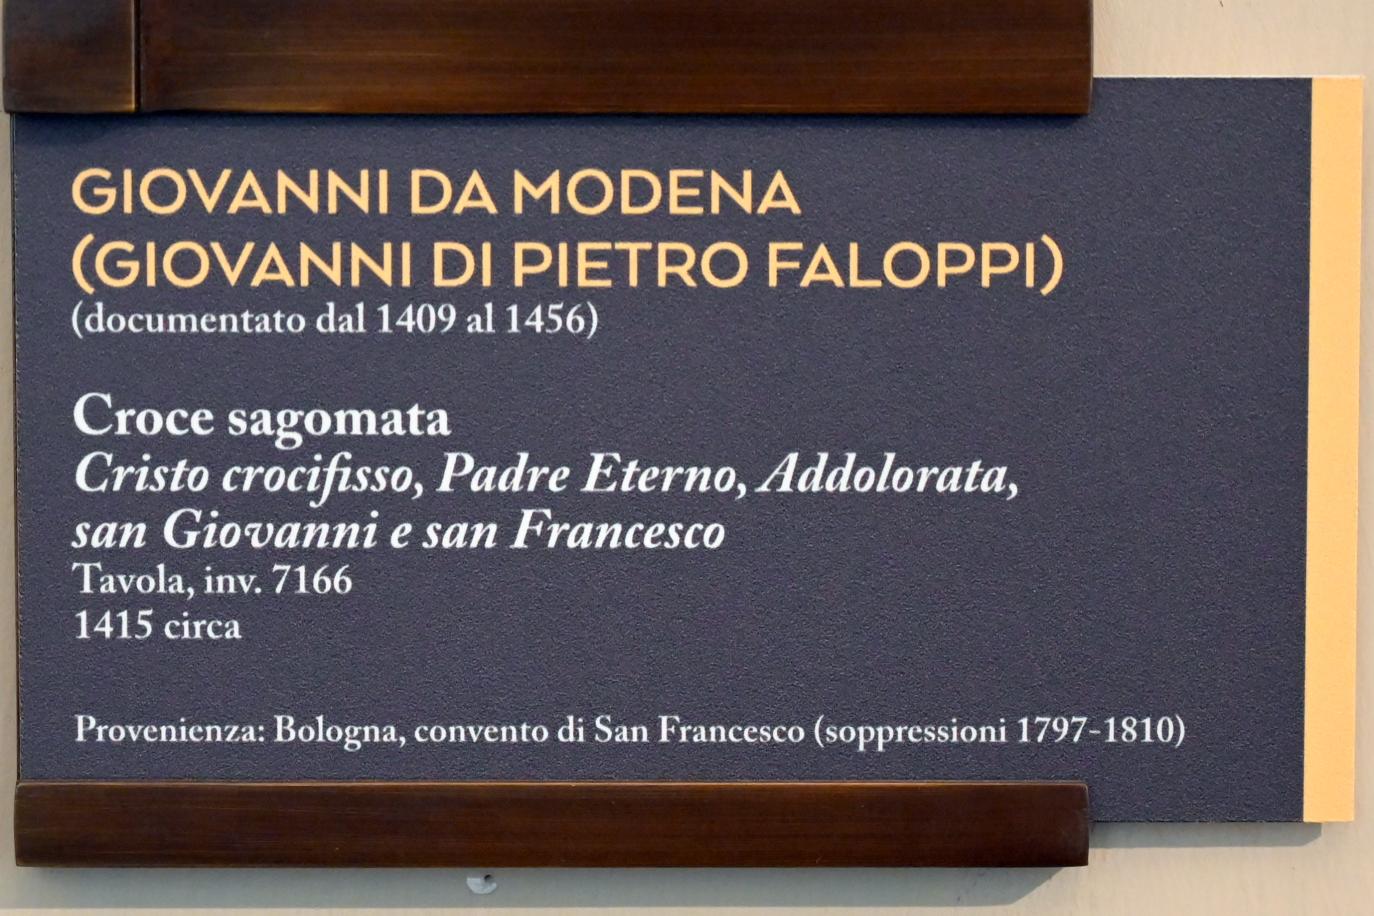 GIOVANNI DA MODENA
(GIOVANNI DI PIETRO FALOPPI)
(documentato dal 1409 al 1456)
Croce sagomata
Cristo crocifisso, Padre Eterno, Addolorata,
san Giovanni e san Francesco
Tavola, inv. 7166
1415 circa
Provenienza: Bologna, convento di San Francesco (soppressioni 1797-1810)